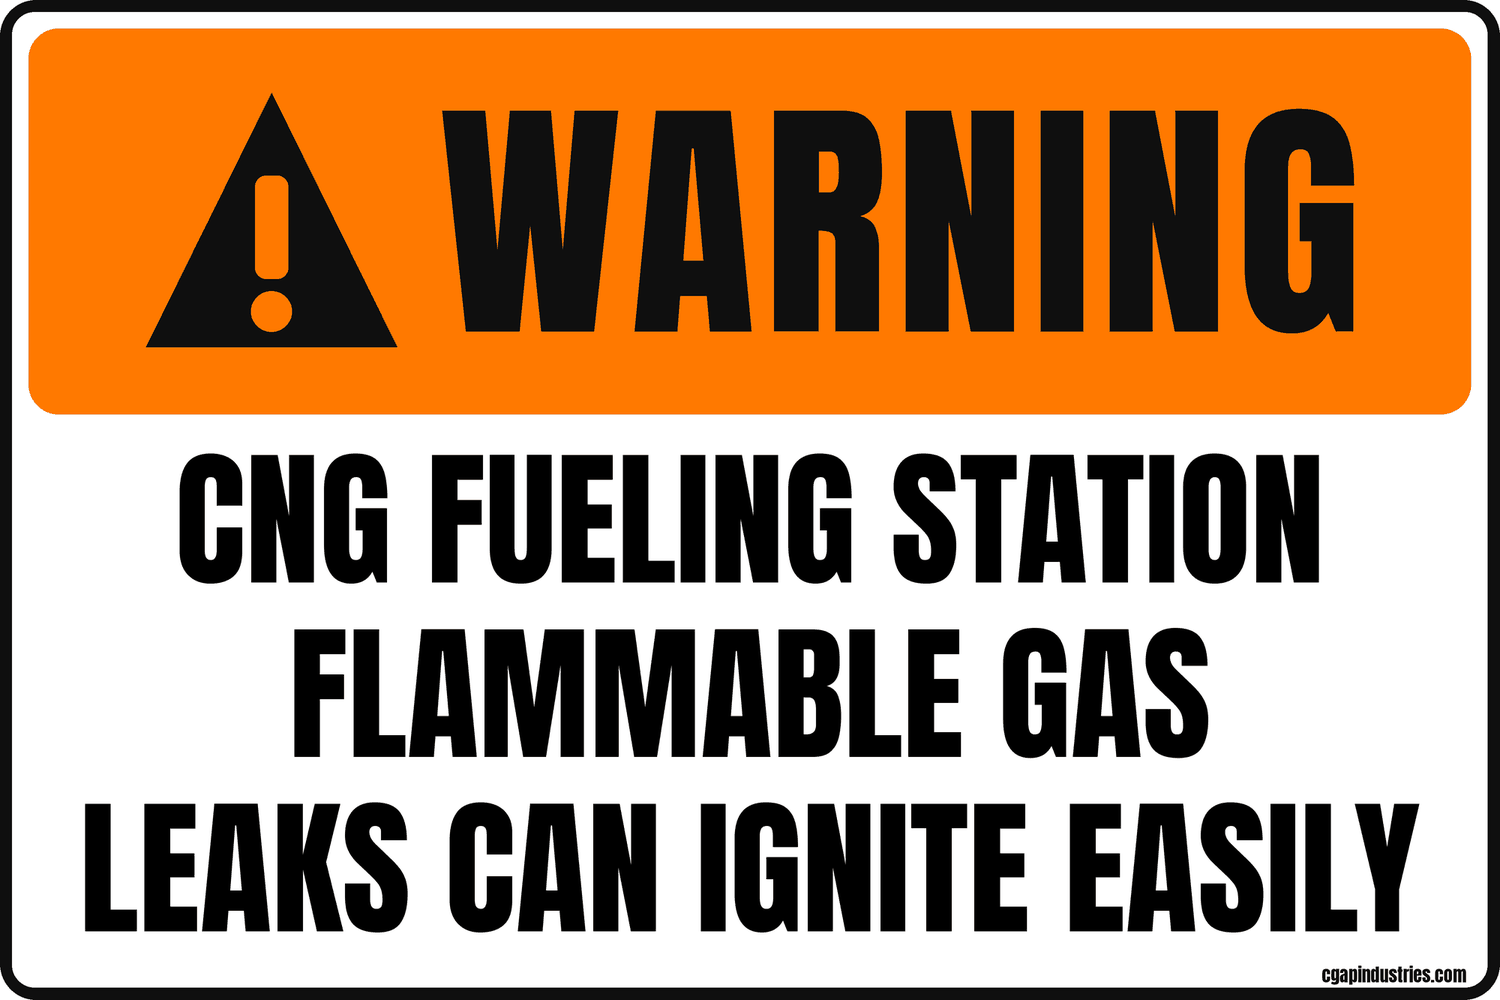 WARNING
CNG FUELING STATION
FLAMMABLE GAS
LEAKS CAN IGNITE EASILY
cgapindustries.com